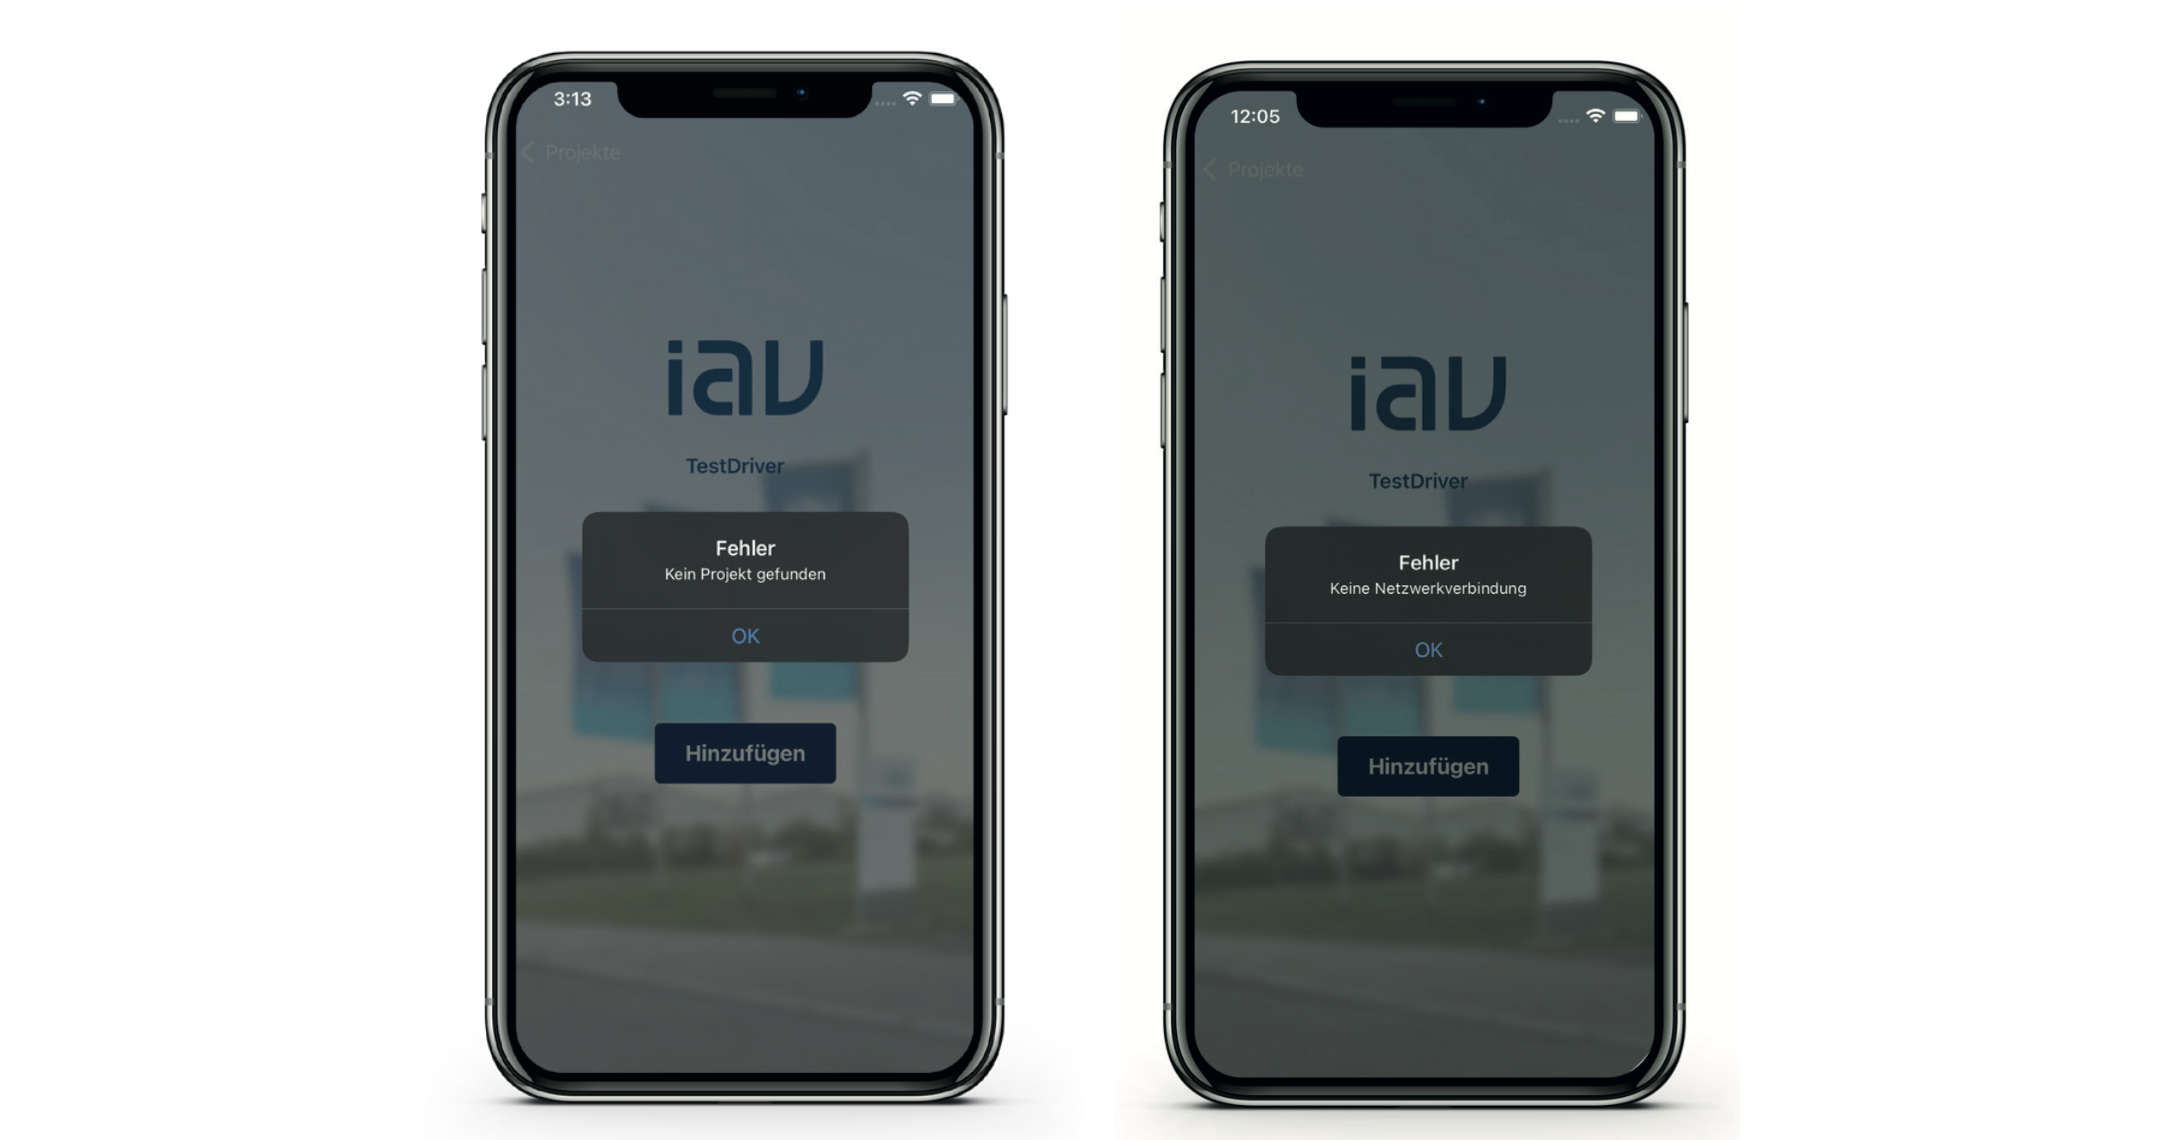 3:13
Projekte
iav
TestDriver
Fehler
Kein Projekt gefunden
OK
Hinzufügen
12:05
Projekte
iav
TestDriver
Fehler
Keine Netzwerkverbindung
OK
Hinzufügen